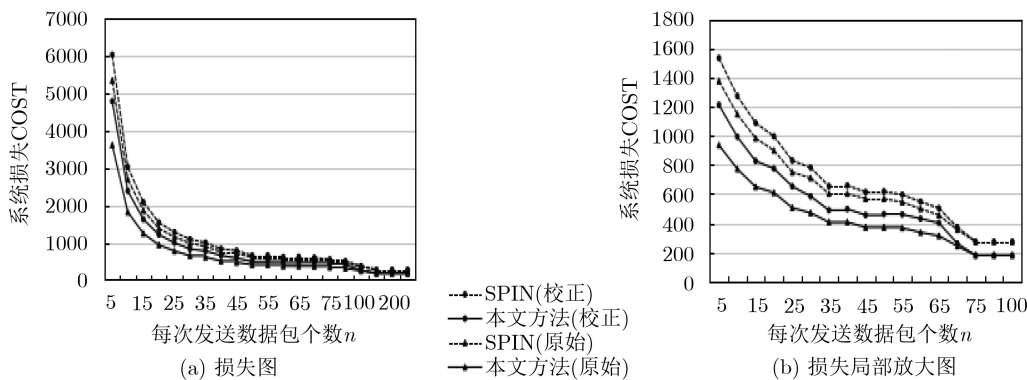 7000
6000
5000
4000
3000
2000
1000
0
系统损失COST
5 15 25 35 45 55 65 75 100 200
每次发送数据包个数n
(a) 损失图
SPIN(校正)
本文方法(校正)
SPIN(原始)
本文方法(原始)
1800
1600
1400
1200
1000
800
600
400
200
0
系统损失COST
5 15 25 35 45 55 65 75 100
每次发送数据包个数n
(b) 损失局部放大图